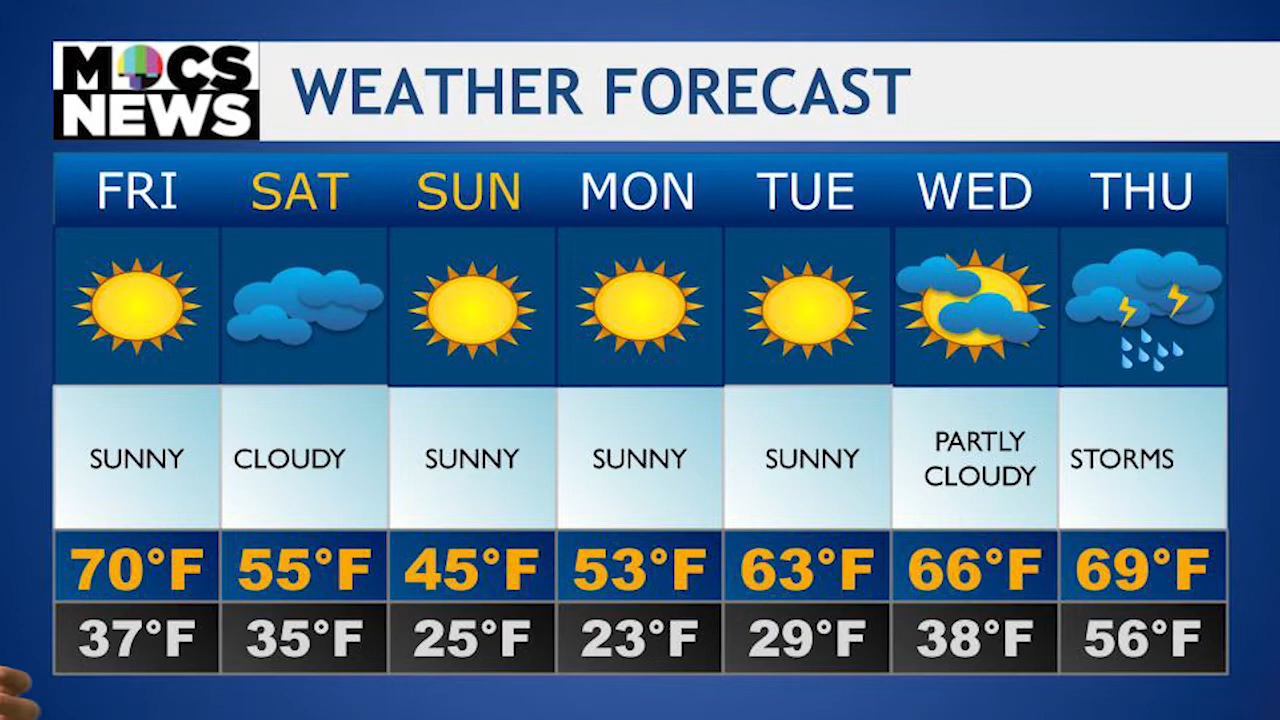 MOCS
NEWS
WEATHER FORECAST
FRI SAT SUN MON TUE WED THU
SUNNY CLOUDY SUNNY SUNNY SUNNY PARTLY CLOUDY STORMS
70°F 55°F 45°F 53°F 63°F 66°F 69°F
37°F 35°F 25°F 23°F 29°F 38°F 56°F